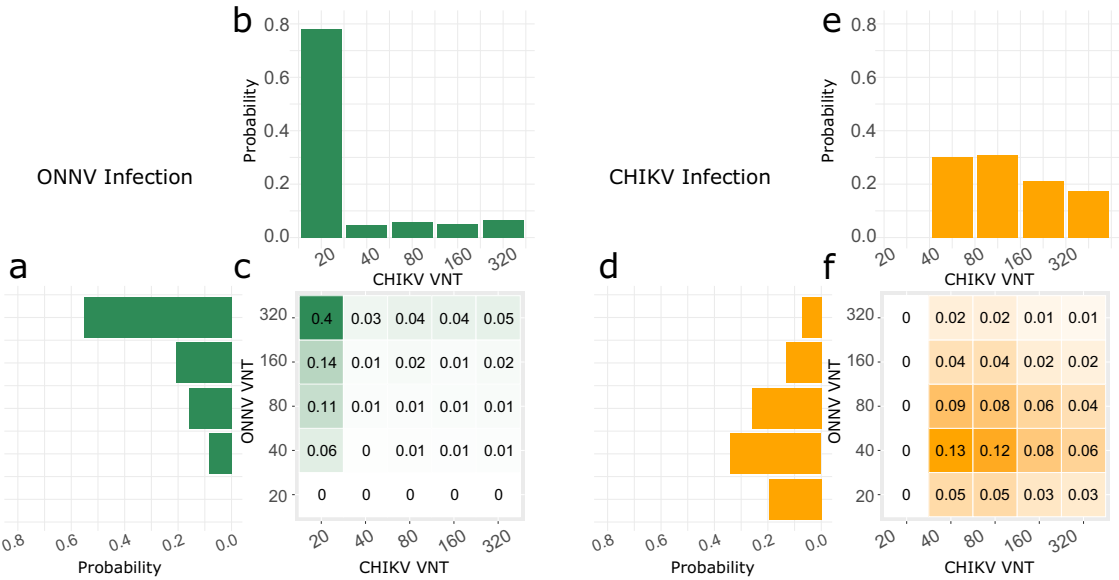 b
e
0.8
0.6
0.4
0.2
0.0
Probability
20 40 80 160 320
CHIKV VNT
ONNV Infection
0.8
0.6
0.4
0.2
0.0
Probability
20 40 80 160 320
CHIKV VNT
CHIKV Infection
a
0.8 0.6 0.4 0.2 0.0
Probability
c
ONNV VNT
320 0.4 0.03 0.04 0.04 0.05
160 0.14 0.01 0.02 0.01 0.02
80 0.11 0.01 0.01 0.01 0.01
40 0.06 0 0.01 0.01 0.01
20 0 0 0 0 0
20 40 80 160 320
CHIKV VNT
d
0.8 0.6 0.4 0.2 0.0
Probability
f
ONNV VNT
320 0 0.02 0.02 0.01 0.01
160 0 0.04 0.04 0.02 0.02
80 0 0.09 0.08 0.06 0.04
40 0 0.13 0.12 0.08 0.06
20 0 0.05 0.05 0.03 0.03
20 40 80 160 320
CHIKV VNT